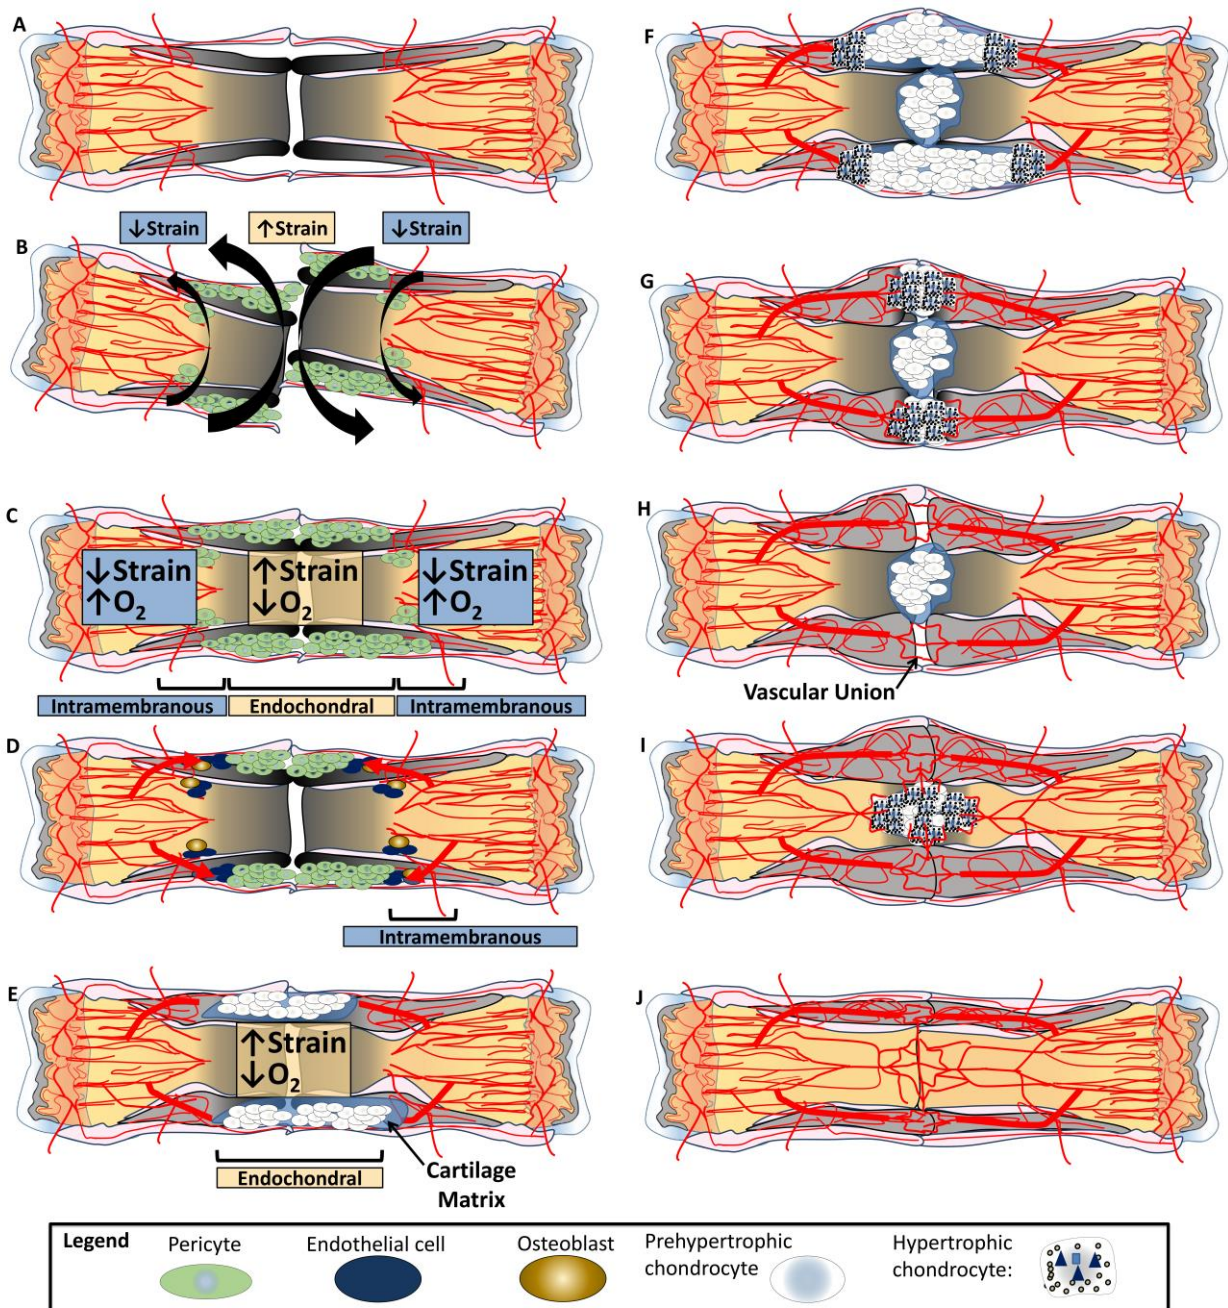 A
↓Strain
↑Strain
↓Strain
B
C
↓Strain
↑O2
↑Strain
↓O2
↓Strain
↑O2
Intramembranous
Endochondral
Intramembranous
D
Intramembranous
E
↑Strain
↓O2
Endochondral
Cartilage
Matrix
F
G
H
Vascular Union
I
J
Legend
Pericyte
Endothelial cell
Osteoblast
Prehypertrophic
chondrocyte
Hypertrophic
chondrocyte: